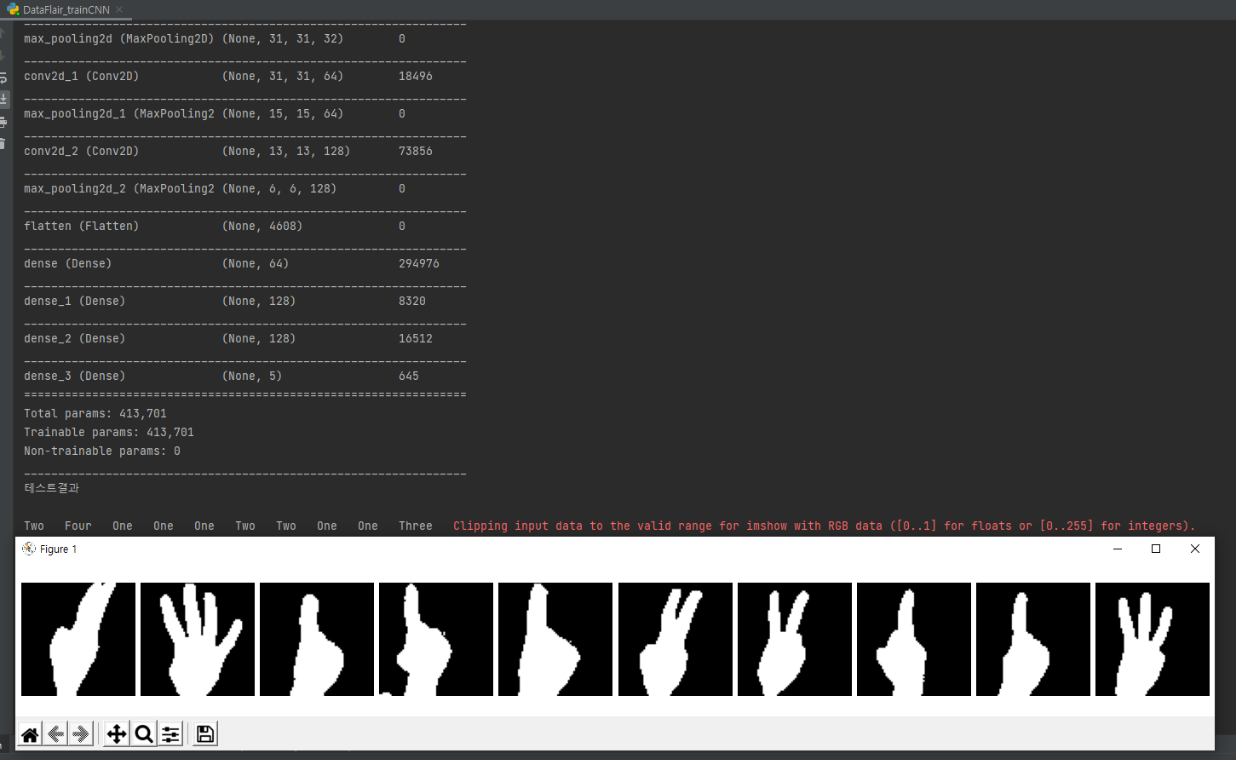 DataFlair_trainCNN
max_pooling2d (MaxPooling2D) (None, 31, 31, 32) 0
conv2d_1 (Conv2D) (None, 31, 31, 64) 18496
max_pooling2d_1 (MaxPooling2 (None, 15, 15, 64) 0
conv2d_2 (Conv2D) (None, 13, 13, 128) 73856
max_pooling2d_2 (MaxPooling2 (None, 6, 6, 128) 0
flatten (Flatten) (None, 4608) 0
dense (Dense) (None, 64) 294976
dense_1 (Dense) (None, 128) 8320
dense_2 (Dense) (None, 128) 16512
dense_3 (Dense) (None, 5) 645
Total params: 413,701
Trainable params: 413,701
Non-trainable params: 0
테스트결과
Two Four One One One Two Two One One Three Clipping input data to the valid range for imshow with RGB data ([0..1] for floats or [0..255] for integers).
Figure 1